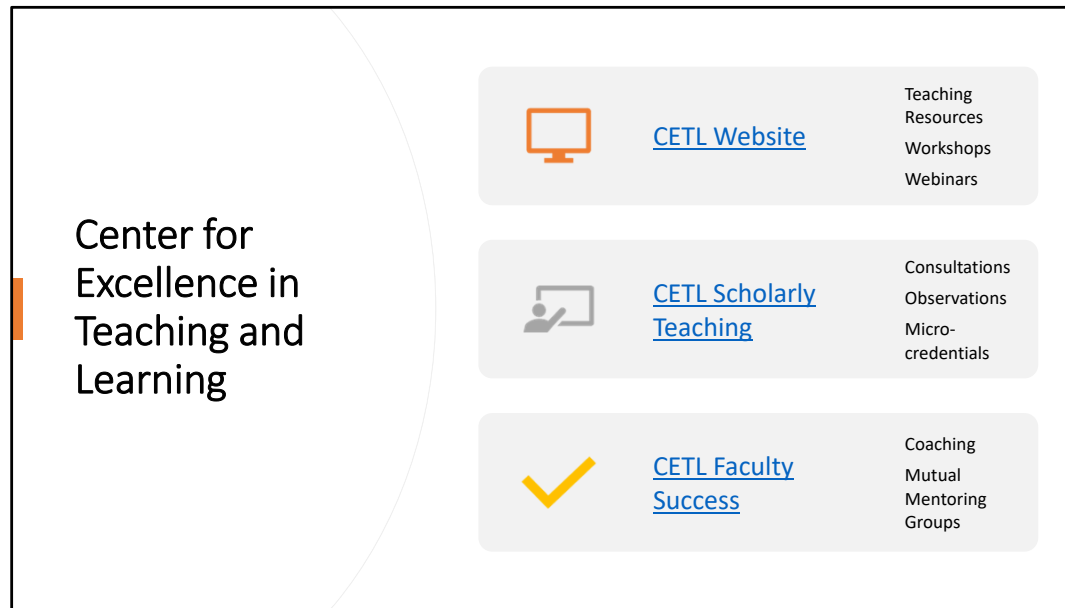 Center for
Excellence in
Teaching and
Learning
CETL Website
Teaching
Resources
Workshops
Webinars
CETL Scholarly
Teaching
Consultations
Observations
Micro-
credentials
CETL Faculty
Success
Coaching
Mutual
Mentoring
Groups